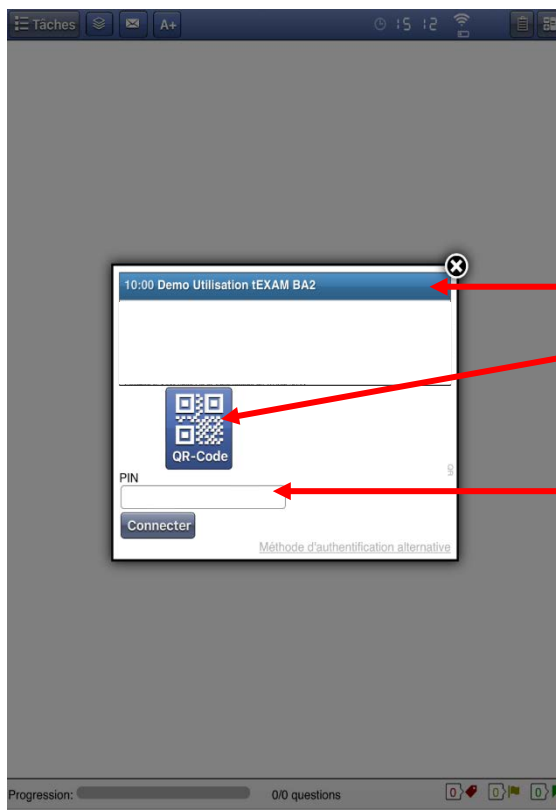 Tâches A+ 15 12
10:00 Demo Utilisation tEXAM BA2
QR-Code
PIN
Connecter
Méthode d'authentification alternative
Progression: 0/0 questions 0 0 0